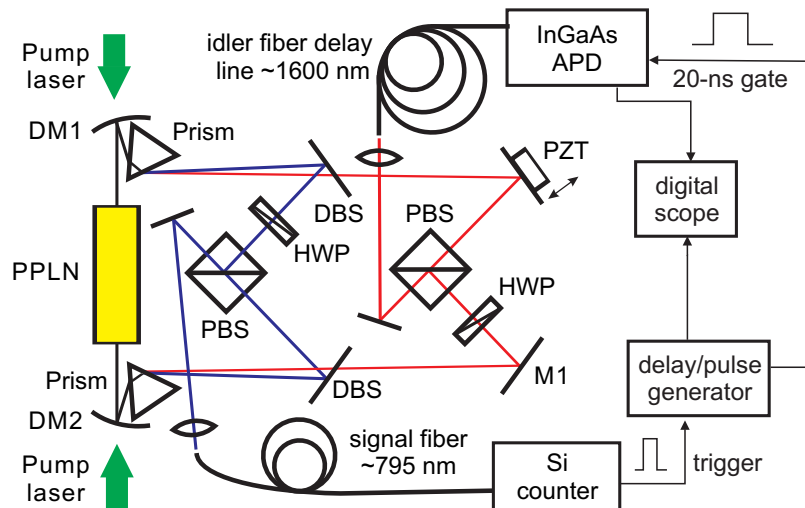 Pump
laser
idler fiber delay
line ~1600 nm
InGaAs
APD
20-ns gate
DM1
Prism
PZT
DBS
PBS
digital
scope
HWP
PPLN
PBS
HWP
Prism
DBS
M1
delay/pulse
generator
DM2
signal fiber
~795 nm
Si
counter
trigger
Pump
laser